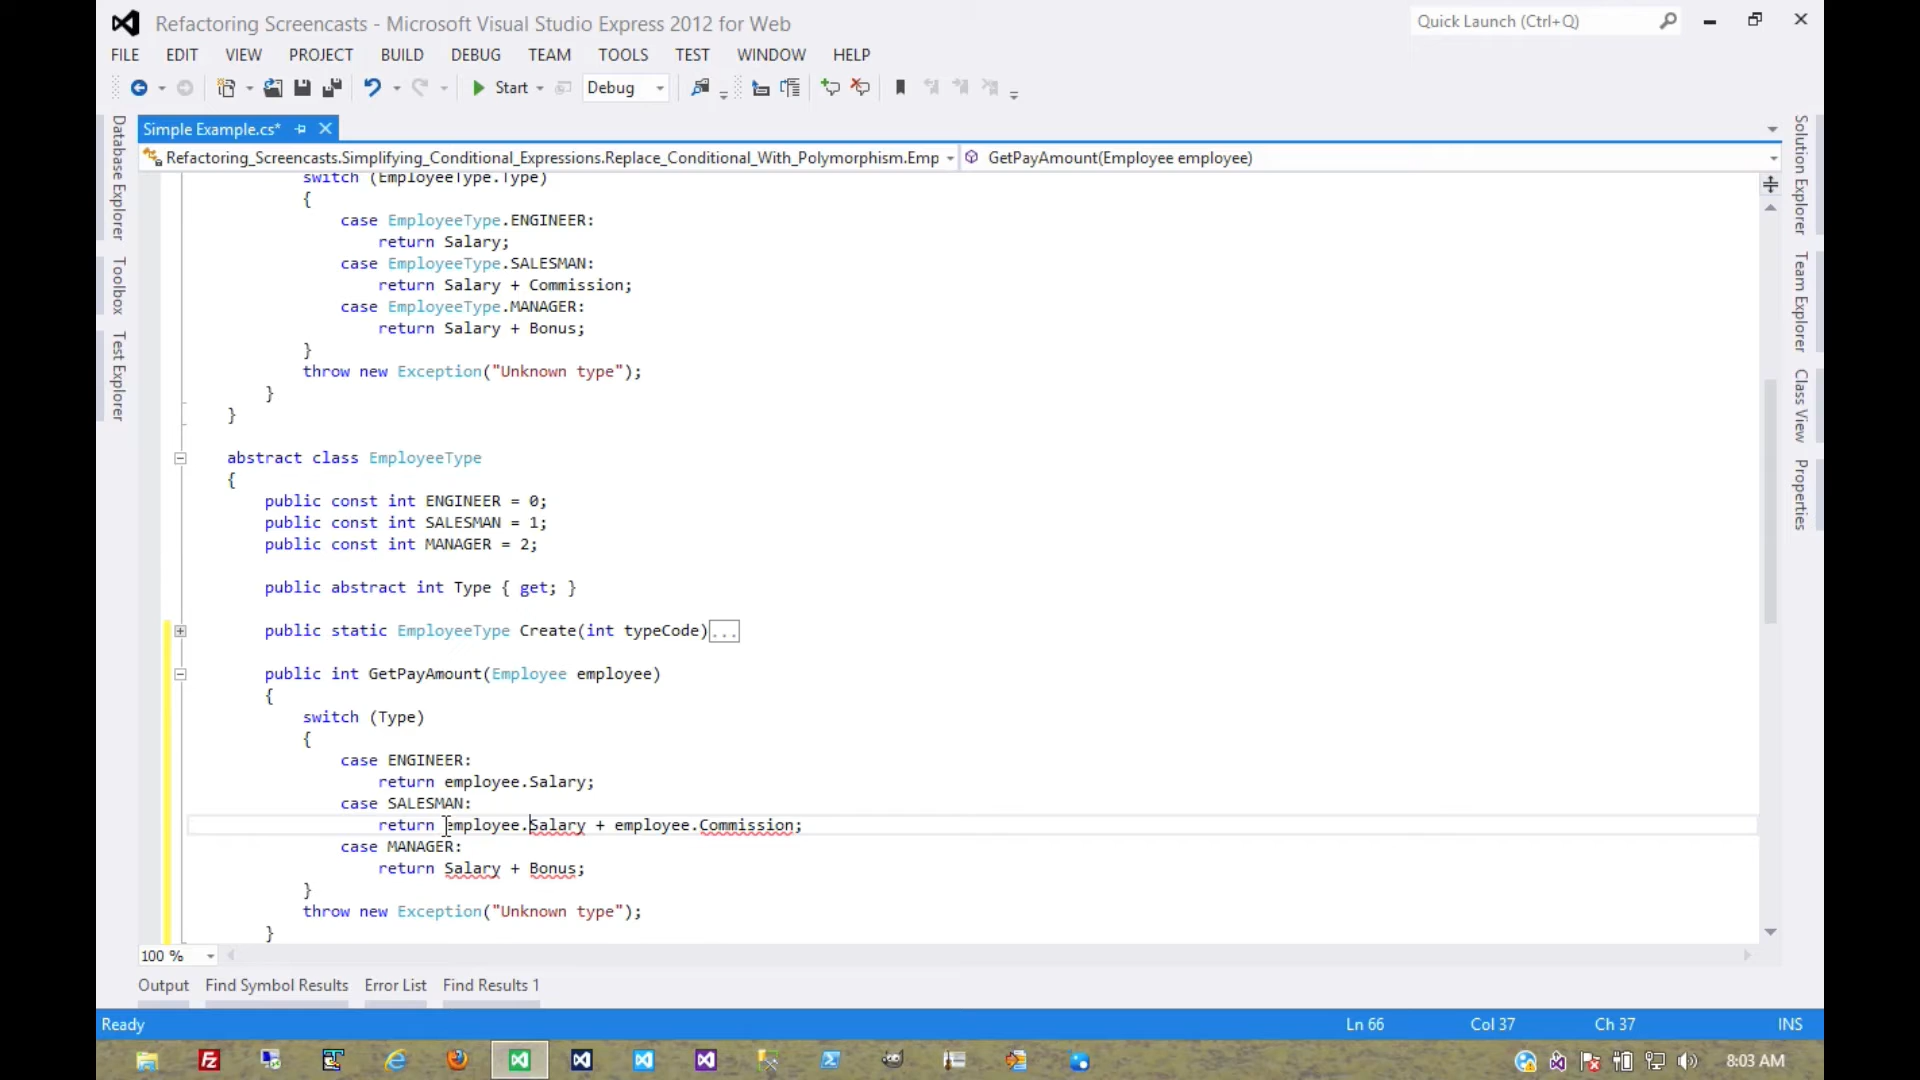 Refactoring Screencasts - Microsoft Visual Studio Express 2012 for Web
Quick Launch (Ctrl+Q)
FILE EDIT VIEW PROJECT BUILD DEBUG TEAM TOOLS TEST WINDOW HELP
Start Debug
Database Explorer
Toolbox
Test Explorer
Simple Example.cs*
Refactoring_Screencasts.Simplifying_Conditional_Expressions.Replace_Conditional_With_Polymorphism.Emp
GetPayAmount(Employee employee)
switch (EmployeeType.Type)
{
case EmployeeType.ENGINEER:
return Salary;
case EmployeeType.SALESMAN:
return Salary + Commission;
case EmployeeType.MANAGER:
return Salary + Bonus;
}
throw new Exception("Unknown type");
}
}
abstract class EmployeeType
{
public const int ENGINEER = 0;
public const int SALESMAN = 1;
public const int MANAGER = 2;
public abstract int Type { get; }
public static EmployeeType Create(int typeCode)...
public int GetPayAmount(Employee employee)
{
switch (Type)
{
case ENGINEER:
return employee.Salary;
case SALESMAN:
return employee.Salary + employee.Commission;
case MANAGER:
return Salary + Bonus;
}
throw new Exception("Unknown type");
}
Solution Explorer
Team Explorer
Class View
Properties
100 %
Output Find Symbol Results Error List Find Results 1
Ready Ln 66 Col 37 Ch 37 INS
8:03 AM